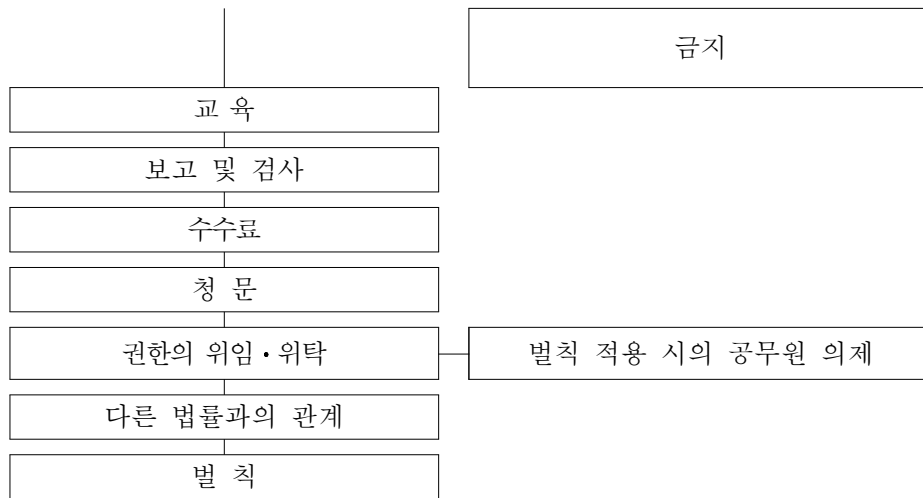 금지
교 육
보고 및 검사
수수료
청 문
권한의 위임·위탁
벌칙 적용 시의 공무원 의제
다른 법률과의 관계
벌 칙